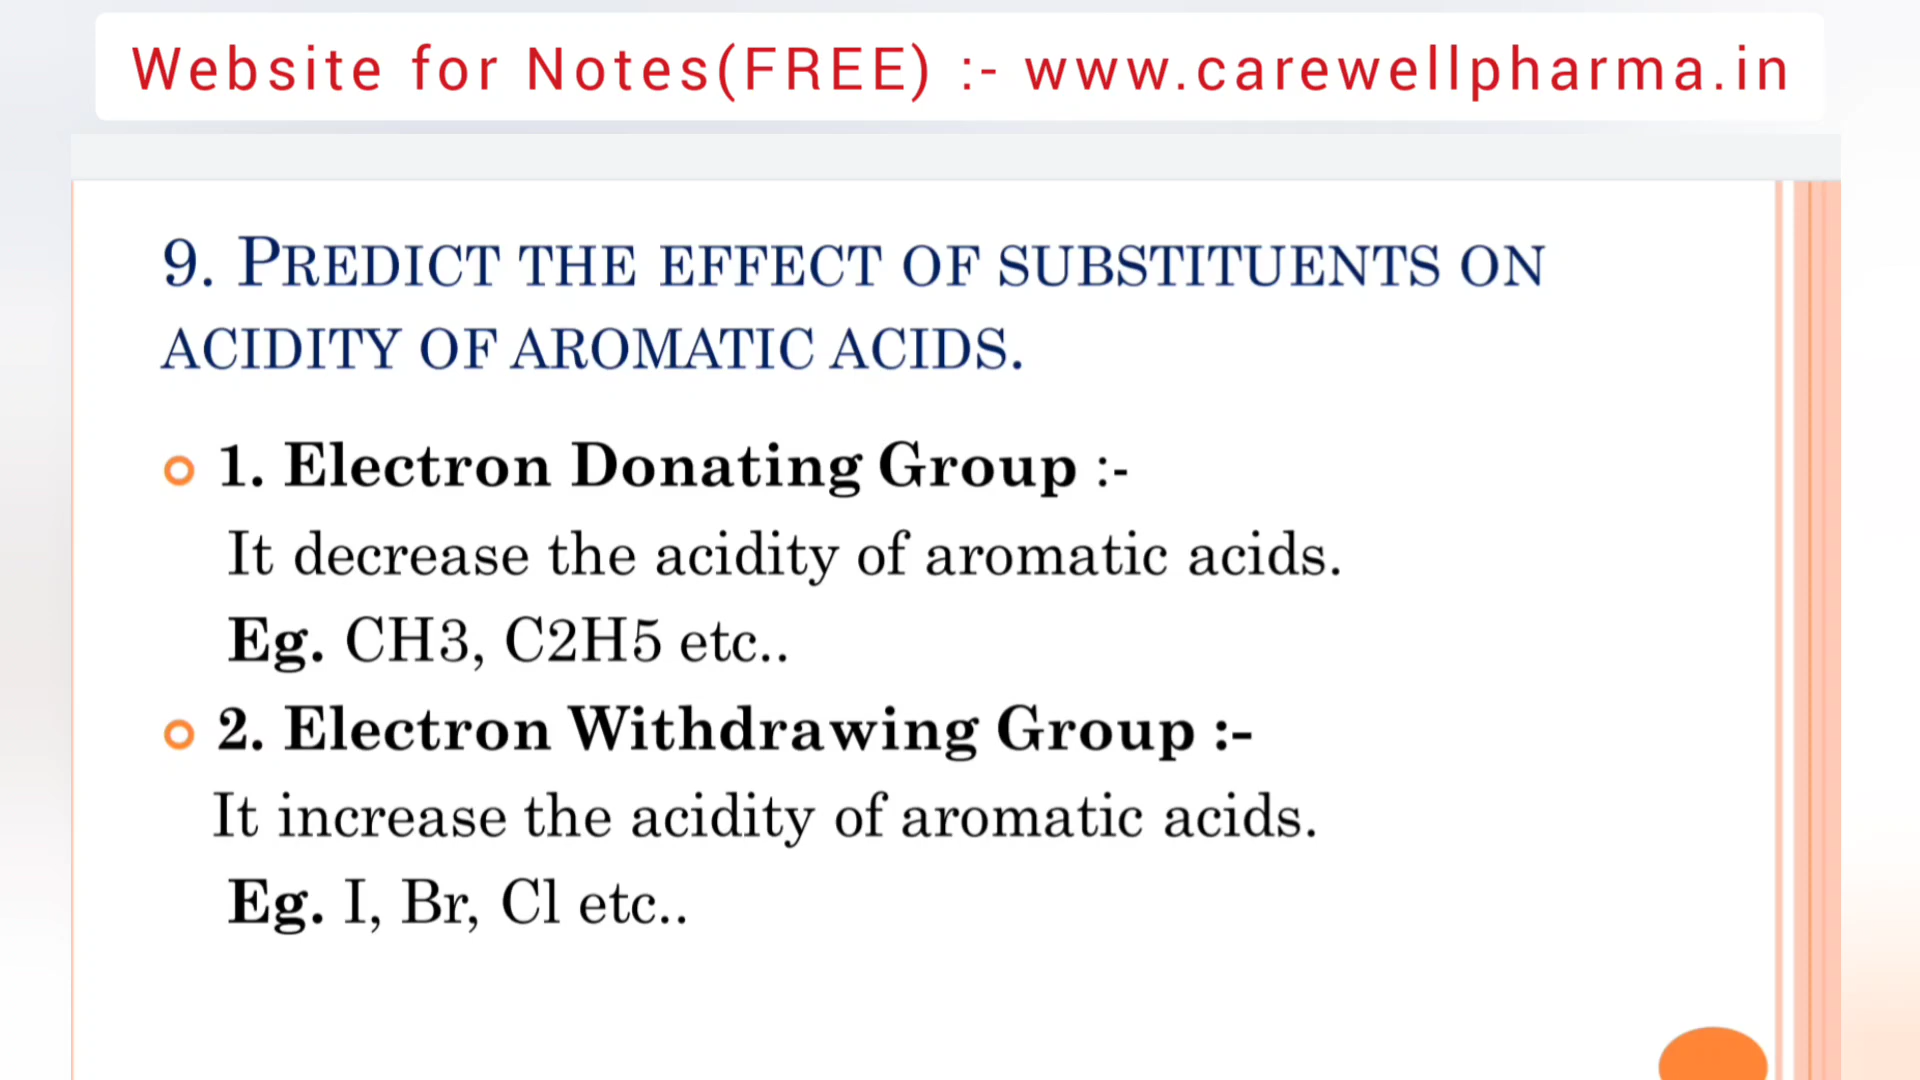 Website for Notes(FREE) :- www.carewellpharma.in
9. PREDICT THE EFFECT OF SUBSTITUENTS ON
ACIDITY OF AROMATIC ACIDS.
1. Electron Donating Group :-
It decrease the acidity of aromatic acids.
Eg. CH3, C2H5 etc..
2. Electron Withdrawing Group :-
It increase the acidity of aromatic acids.
Eg. I, Br, Cl etc..